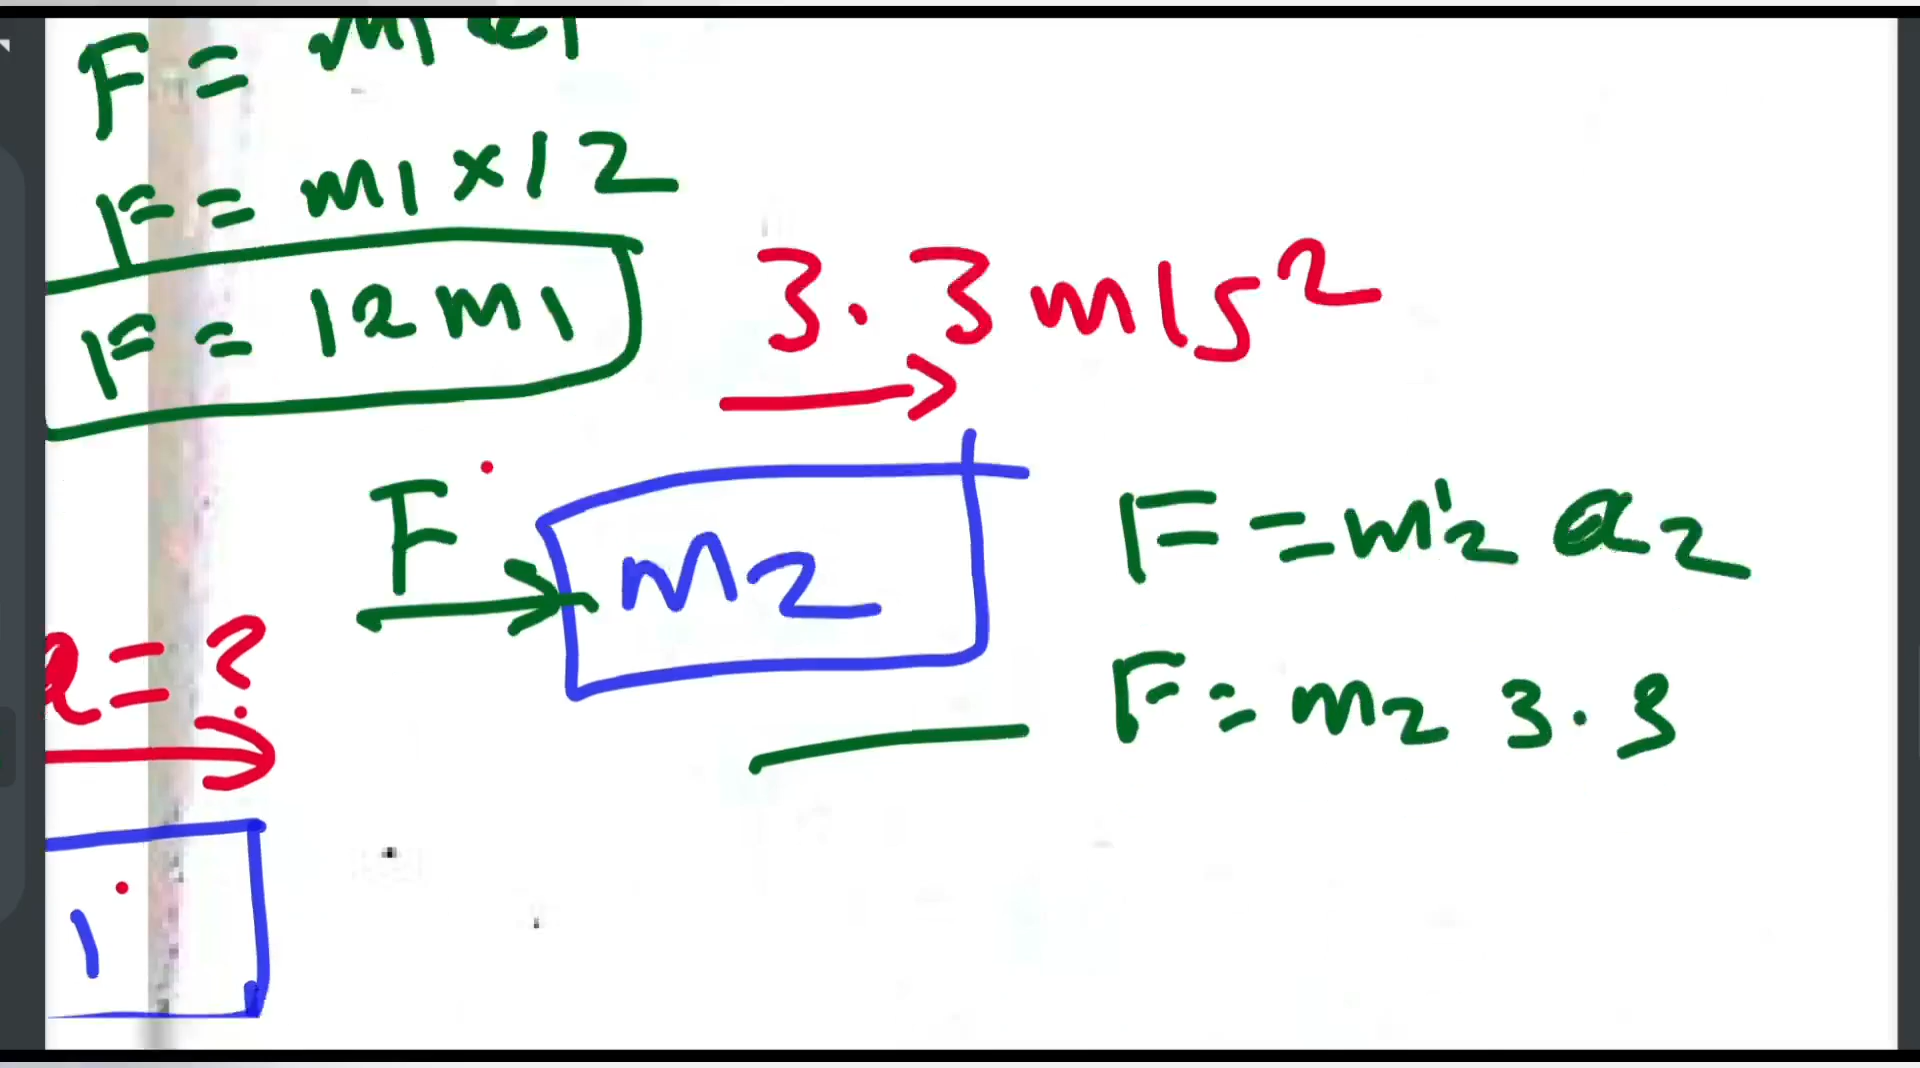 F = m1 a1
F = m1 x 12
F = 12 m1
3.3 m/s²
F
m2
F = m2 a2
F = m2 3.3
a = ?
1